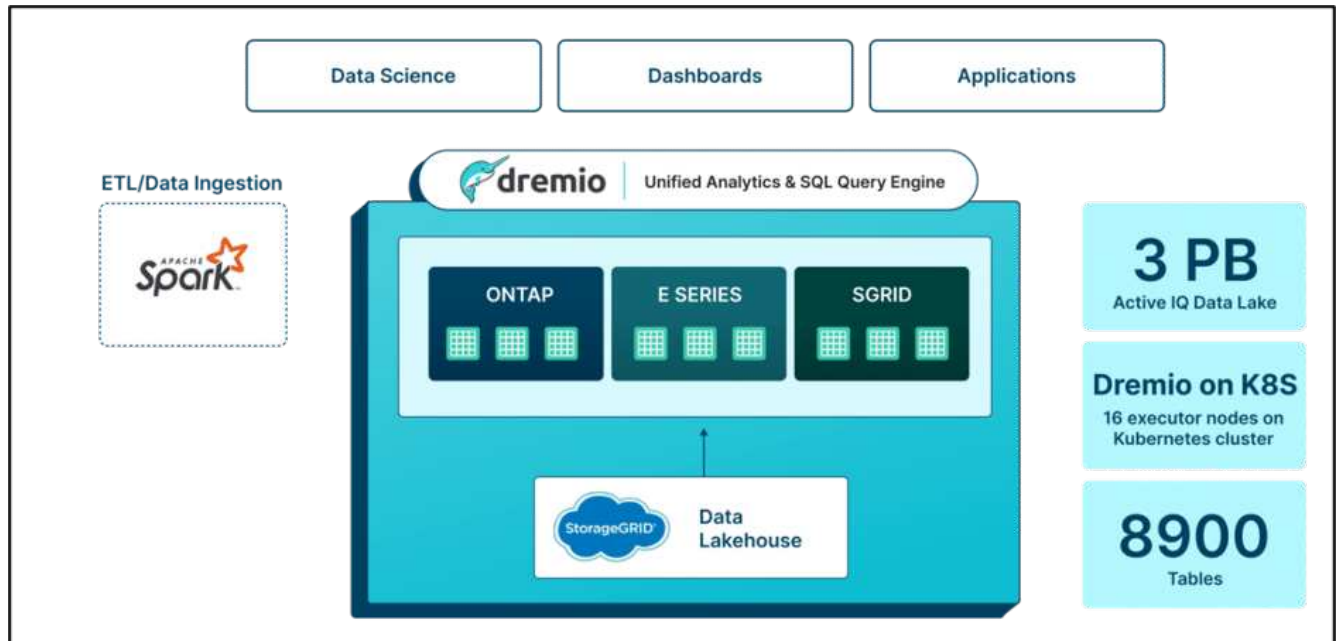 Data Science
Dashboards
Applications
ETL/Data Ingestion
APACHE
Spark
dremio
Unified Analytics & SQL Query Engine
ONTAP
E SERIES
SGRID
StorageGRID
Data
Lakehouse
3 PB
Active IQ Data Lake
Dremio on K8S
16 executor nodes on
Kubernetes cluster
8900
Tables